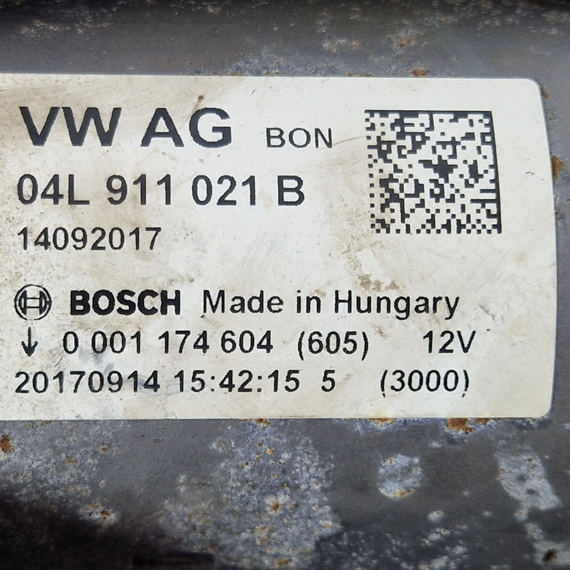 VW AG BON
04L 911 021 B
14092017
BOSCH Made in Hungary
↓ 0 001 174 604 (605) 12V
20170914 15:42:15 5 (3000)